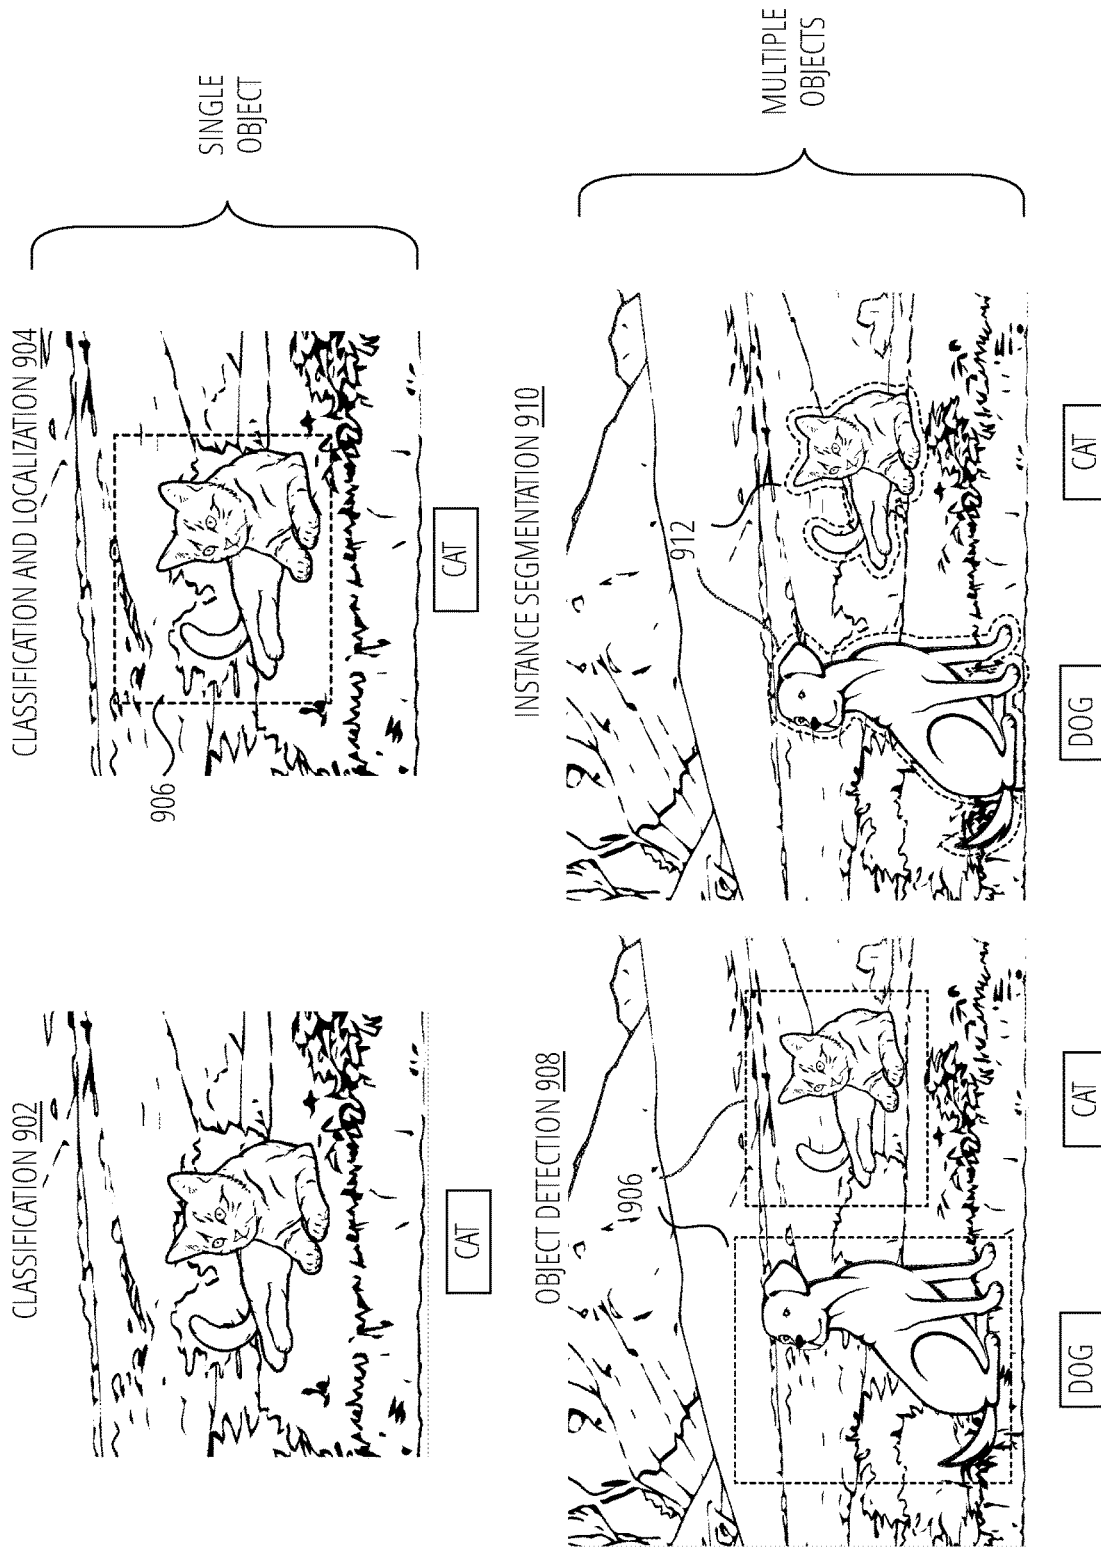 CLASSIFICATION 902
CAT
CLASSIFICATION AND LOCALIZATION 904
906
CAT
SINGLE
OBJECT
OBJECT DETECTION 908
906
DOG
CAT
INSTANCE SEGMENTATION 910
912
DOG
CAT
MULTIPLE
OBJECTS